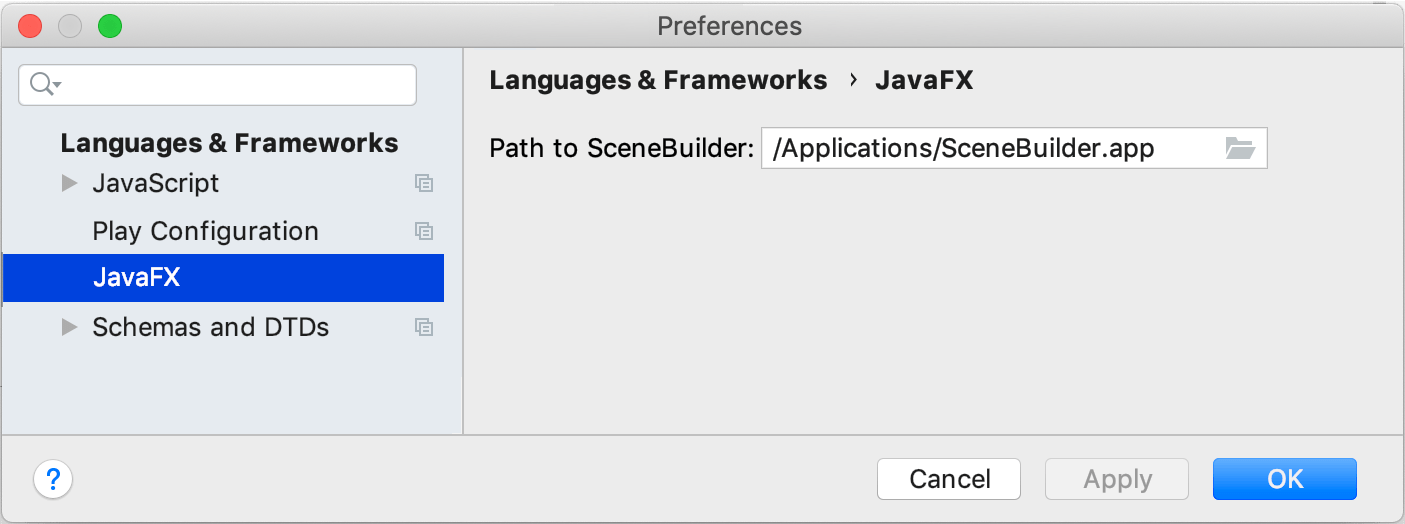 Preferences
Languages & Frameworks
JavaScript
Play Configuration
JavaFX
Schemas and DTDs
Languages & Frameworks › JavaFX
Path to SceneBuilder: /Applications/SceneBuilder.app
? Cancel Apply OK